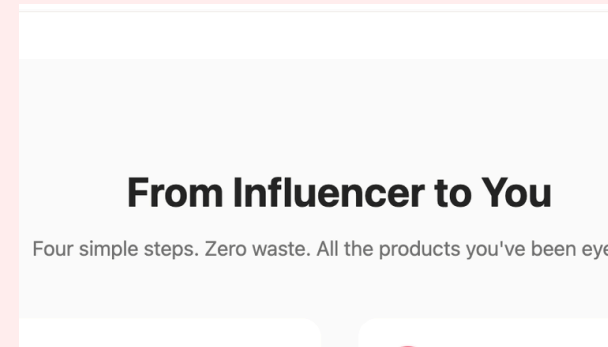 From Influencer to You
Four simple steps. Zero waste. All the products you've been